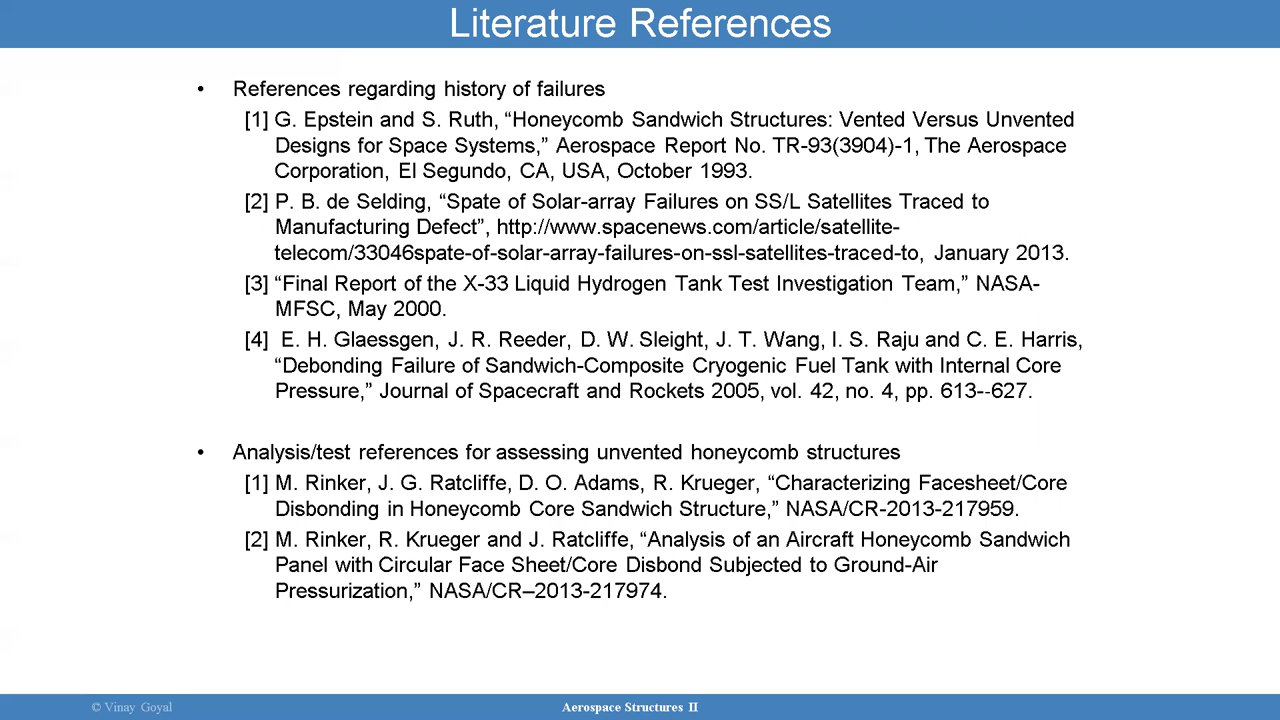 Literature References
• References regarding history of failures
[1] G. Epstein and S. Ruth, “Honeycomb Sandwich Structures: Vented Versus Unvented
Designs for Space Systems,” Aerospace Report No. TR-93(3904)-1, The Aerospace
Corporation, El Segundo, CA, USA, October 1993.
[2] P. B. de Selding, “Spate of Solar-array Failures on SS/L Satellites Traced to
Manufacturing Defect”, http://www.spacenews.com/article/satellite-
telecom/33046spate-of-solar-array-failures-on-ssl-satellites-traced-to, January 2013.
[3] “Final Report of the X-33 Liquid Hydrogen Tank Test Investigation Team,” NASA-
MFSC, May 2000.
[4] E. H. Glaessgen, J. R. Reeder, D. W. Sleight, J. T. Wang, I. S. Raju and C. E. Harris,
“Debonding Failure of Sandwich-Composite Cryogenic Fuel Tank with Internal Core
Pressure,” Journal of Spacecraft and Rockets 2005, vol. 42, no. 4, pp. 613--627.
• Analysis/test references for assessing unvented honeycomb structures
[1] M. Rinker, J. G. Ratcliffe, D. O. Adams, R. Krueger, “Characterizing Facesheet/Core
Disbonding in Honeycomb Core Sandwich Structure,” NASA/CR-2013-217959.
[2] M. Rinker, R. Krueger and J. Ratcliffe, “Analysis of an Aircraft Honeycomb Sandwich
Panel with Circular Face Sheet/Core Disbond Subjected to Ground-Air
Pressurization,” NASA/CR–2013-217974.
© Vinay Goyal
Aerospace Structures II